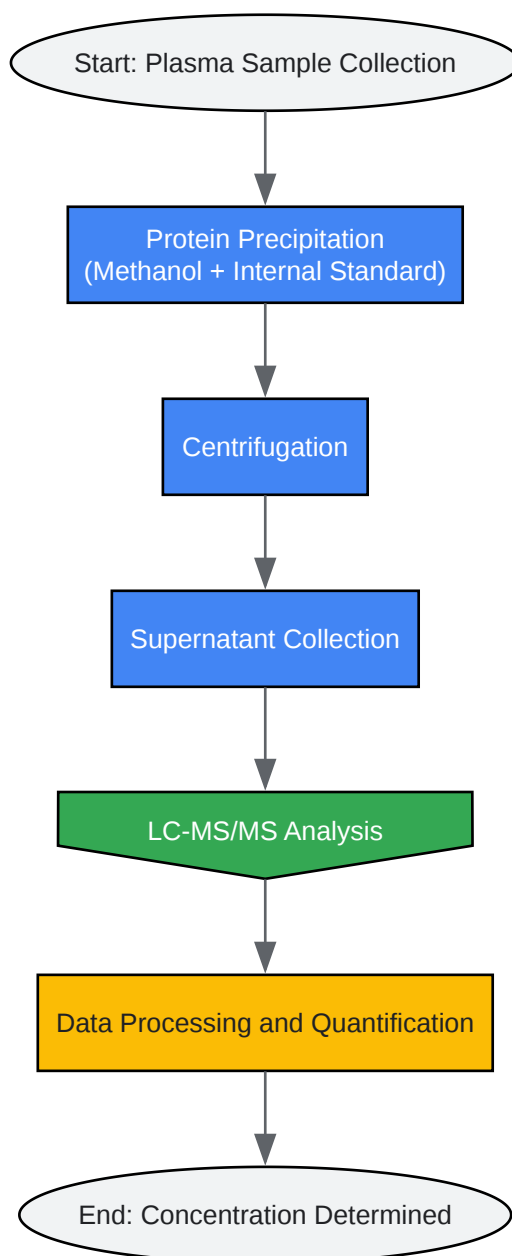 Start: Plasma Sample Collection
Protein Precipitation
(Methanol + Internal Standard)
Centrifugation
Supernatant Collection
LC-MS/MS Analysis
Data Processing and Quantification
End: Concentration Determined